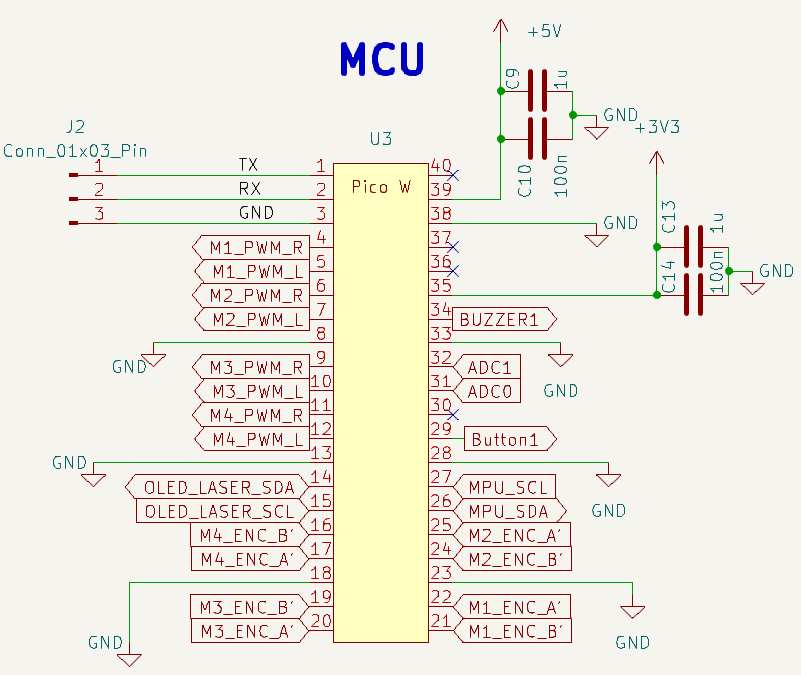 MCU
+5V
C9
1u
GND
C10
100n
+3V3
C13
1u
C14
100n
GND
J2
Conn_01x03_Pin
U3
Pico W
1 TX 1
2 RX 2
3 GND 3
M1_PWM_R 4
M1_PWM_L 5
M2_PWM_R 6
M2_PWM_L 7
GND 8
M3_PWM_R 9
M3_PWM_L 10
M4_PWM_R 11
M4_PWM_L 12
GND 13
OLED_LASER_SDA 14
OLED_LASER_SCL 15
M4_ENC_B' 16
M4_ENC_A' 17
GND 18
M3_ENC_B' 19
M3_ENC_A' 20
40
39
38 GND
37
36
35
34 BUZZER1
33 GND
32 ADC1
31 ADC0
30
29 Button1
28 GND
27 MPU_SCL
26 MPU_SDA
25 M2_ENC_A'
24 M2_ENC_B'
23 GND
22 M1_ENC_A'
21 M1_ENC_B'